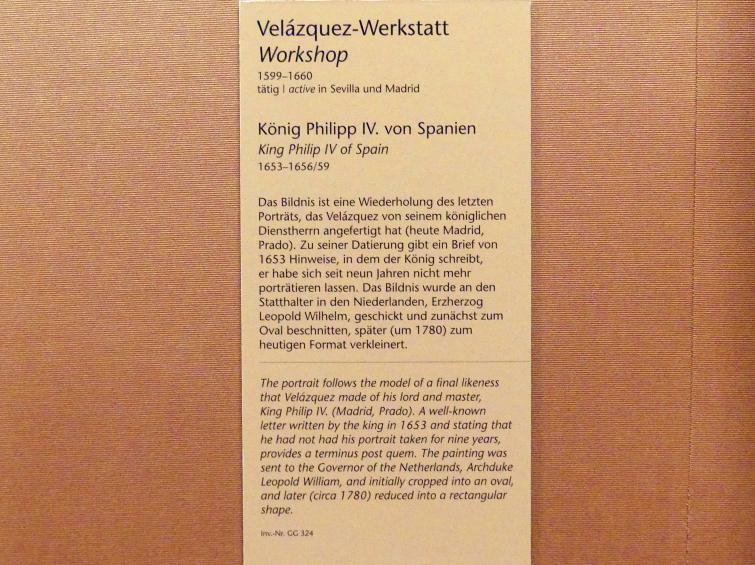 Velázquez-Werkstatt
Workshop
1599–1660
tätig | active in Sevilla und Madrid
König Philipp IV. von Spanien
King Philip IV of Spain
1653–1656/59
Das Bildnis ist eine Wiederholung des letzten
Porträts, das Velázquez von seinem königlichen
Dienstherrn angefertigt hat (heute Madrid,
Prado). Zu seiner Datierung gibt ein Brief von
1653 Hinweise, in dem der König schreibt,
er habe sich seit neun Jahren nicht mehr
porträtieren lassen. Das Bildnis wurde an den
Statthalter in den Niederlanden, Erzherzog
Leopold Wilhelm, geschickt und zunächst zum
Oval beschnitten, später (um 1780) zum
heutigen Format verkleinert.
The portrait follows the model of a final likeness
that Velázquez made of his lord and master,
King Philip IV. (Madrid, Prado). A well-known
letter written by the king in 1653 and stating that
he had not had his portrait taken for nine years,
provides a terminus post quem. The painting was
sent to the Governor of the Netherlands, Archduke
Leopold William, and initially cropped into an oval,
and later (circa 1780) reduced into a rectangular
shape.
Inv.-Nr. GG 324